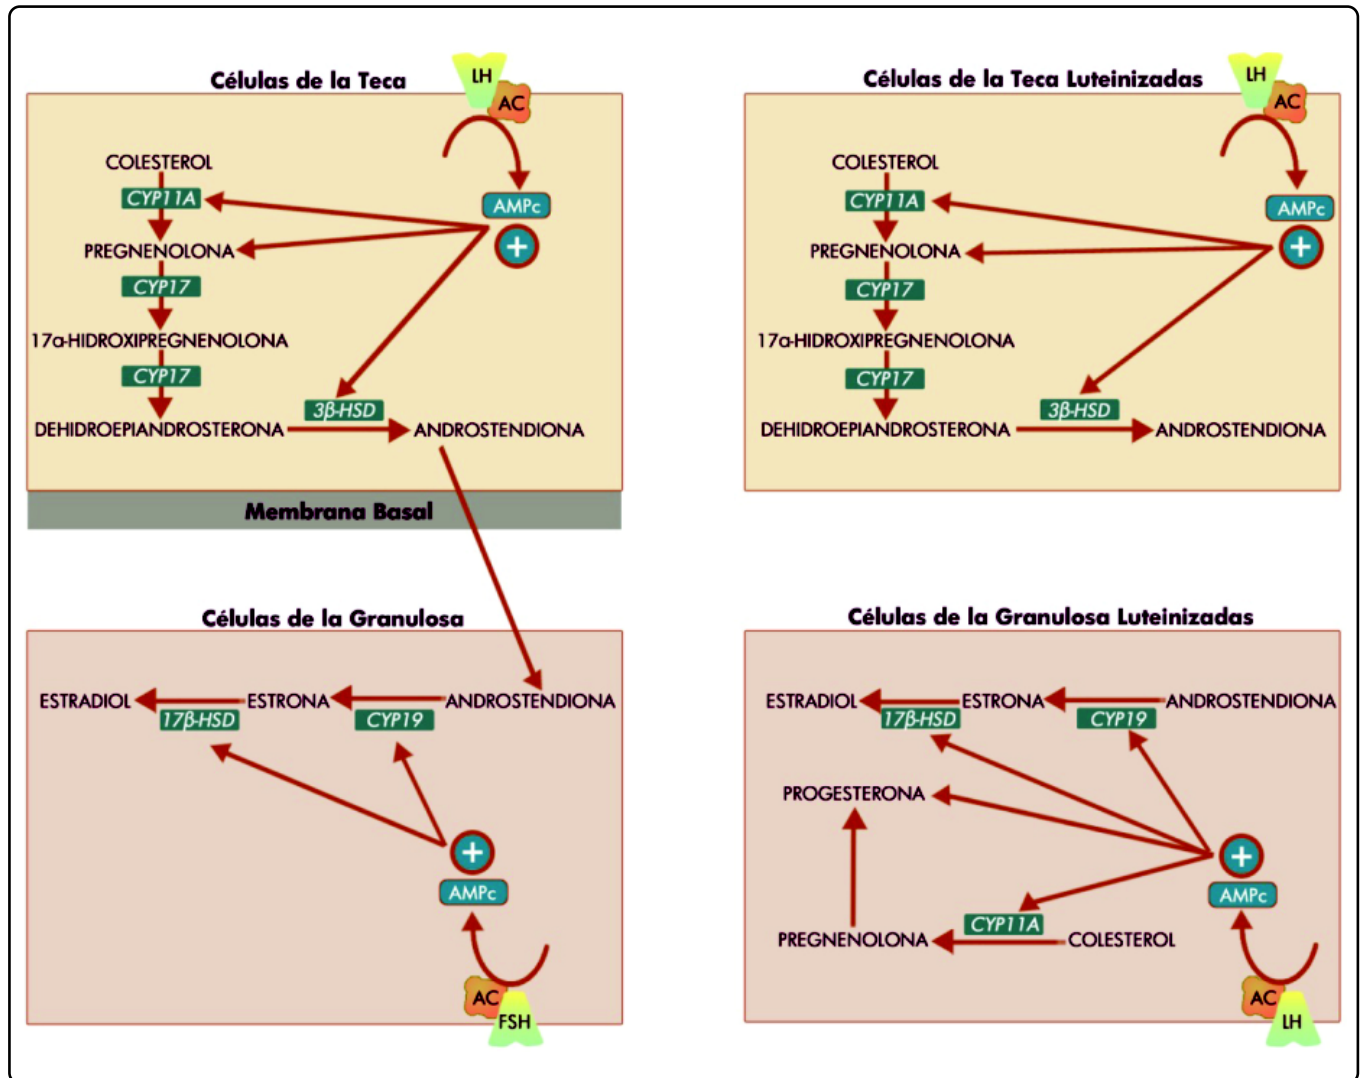 Células de la Teca
LH
AC
COLESTEROL
CYP11A
AMPc
+
PREGNENOLONA
CYP17
17α-HIDROXIPREGNENOLONA
CYP17
3β-HSD
DEHIDROEPIANDROSTERONA
ANDROSTENDIONA
Membrana Basal
Células de la Teca Luteinizadas
LH
AC
COLESTEROL
CYP11A
AMPc
+
PREGNENOLONA
CYP17
17α-HIDROXIPREGNENOLONA
CYP17
3β-HSD
DEHIDROEPIANDROSTERONA
ANDROSTENDIONA
Células de la Granulosa
ESTRADIOL
ESTRONA
ANDROSTENDIONA
17β-HSD
CYP19
+
AMPc
AC
FSH
Células de la Granulosa Luteinizadas
ESTRADIOL
ESTRONA
ANDROSTENDIONA
17β-HSD
CYP19
PROGESTERONA
+
AMPc
CYP11A
PREGNENOLONA
COLESTEROL
AC
LH